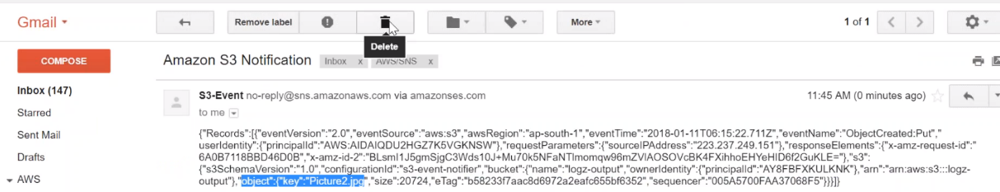 Gmail
Remove label
More
1 of 1
Delete
COMPOSE
Amazon S3 Notification Inbox x AWS/SNS x
Inbox (147)
S3-Event no-reply@sns.amazonaws.com via amazonses.com 11:45 AM (0 minutes ago)
Starred
to me
Sent Mail
{"Records":[{"eventVersion":"2.0","eventSource":"aws:s3","awsRegion":"ap-south-1","eventTime":"2018-01-11T06:15:22.711Z","eventName":"ObjectCreated:Put","
userIdentity":{"principalId":"AWS:AIDAIQDU2HGZ7K5VGKNSW"},"requestParameters":{"sourceIPAddress":"223.237.249.151"},"responseElements":{"x-amz-request-id":"
Drafts
6A0B7118BBD46D0B","x-amz-id-2":"BLsmI1J5gmSjgC3Wds10J+Mu70k5NFaNTlmomqw96mZVlAOSOVcBK4FXihhoEHYeHID6f2GuKLE="},"s3":
{"s3SchemaVersion":"1.0","configurationId":"s3-event-notifier","bucket":{"name":"logz-output","ownerIdentity":{"principalId":"AY8FBFXKULKNK"},"arn":"arn:aws:s3:::logz-
AWS
output"},"object":{"key":"Picture2.jpg","size":20724,"eTag":"b58233f7aac8d6972a2eafc655bf6352","sequencer":"005A5700FAA37068F5"}}}]}